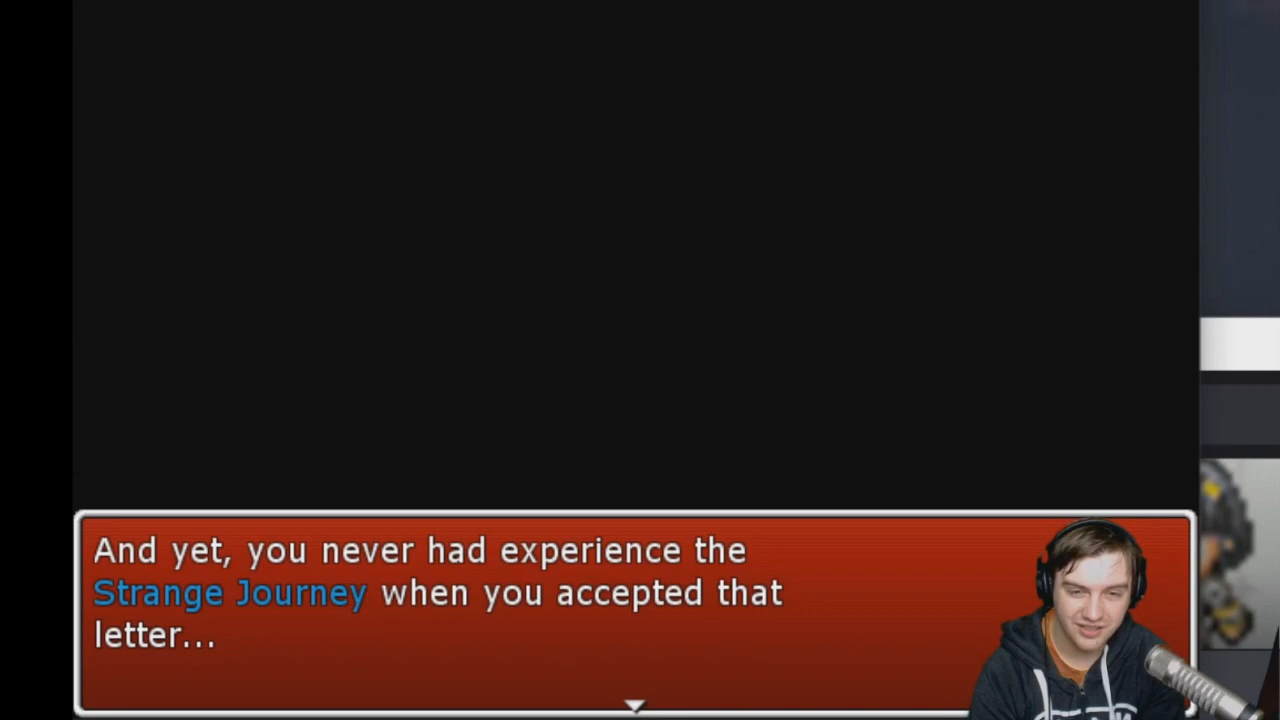 And yet, you never had experience the
Strange Journey when you accepted that
letter...